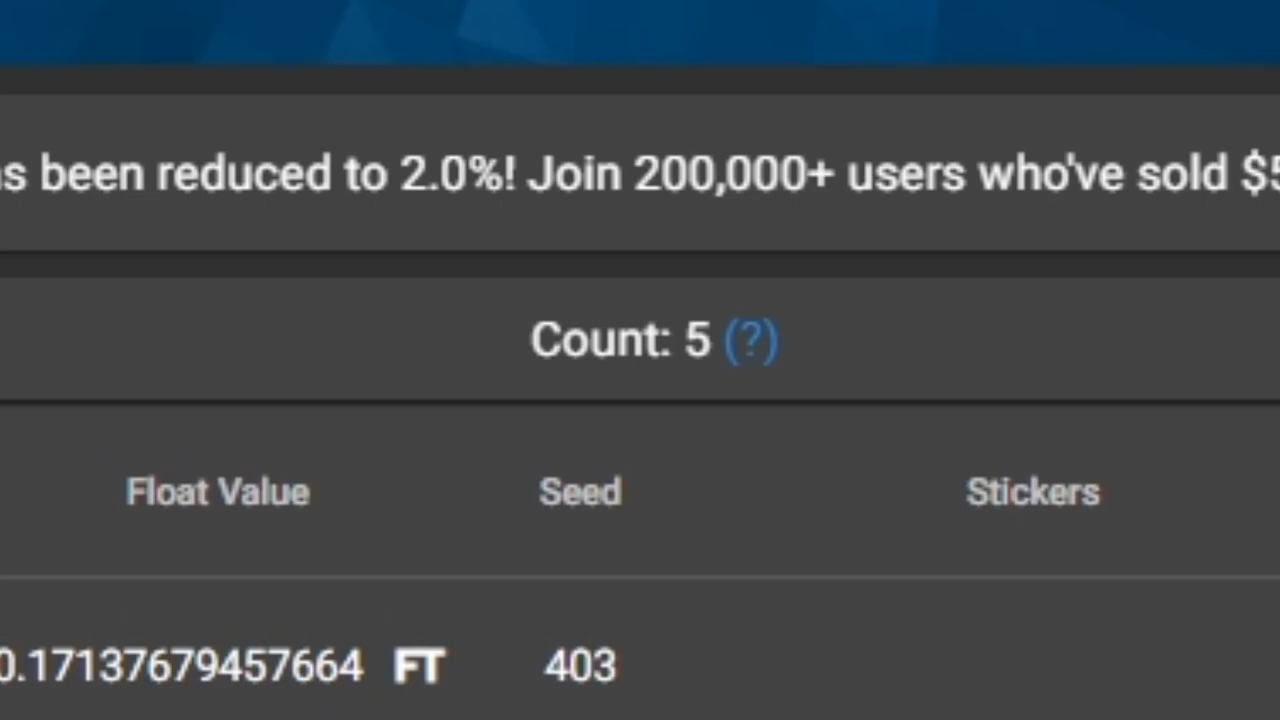 been reduced to 2.0%! Join 200,000+ users who've sold
Count: 5 (?)
Float Value Seed Stickers
0.17137679457664 FT 403